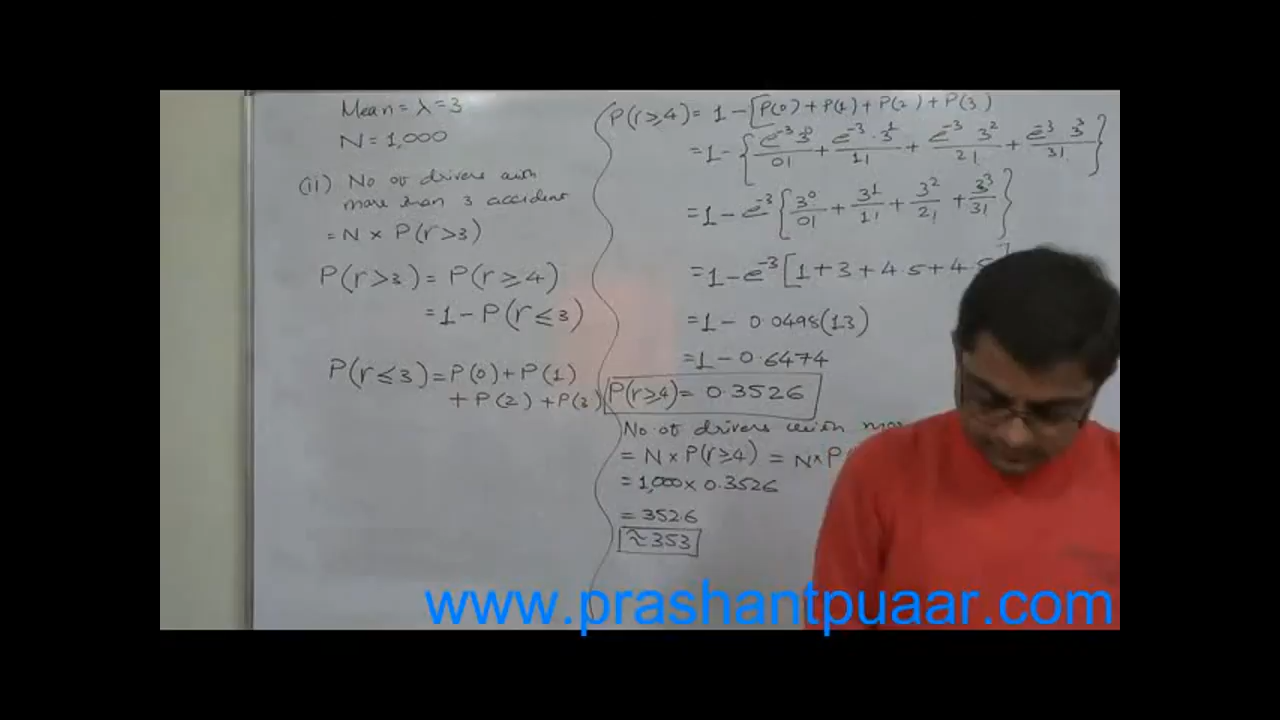 Mean = λ = 3
N = 1,000
(ii) No of drivers with
more than 3 accident
= N × P(r>3)
P(r>3) = P(r≥4)
= 1 - P(r≤3)
P(r≤3) = P(0) + P(1)
+ P(2) + P(3)
P(r≥4) = 1 - [P(0) + P(1) + P(2) + P(3)
= 1 - {e⁻³ 3⁰/0! + e⁻³ · 3¹/1! + e⁻³ 3²/2! + e⁻³ 3³/3!}
= 1 - e⁻³ {3⁰/0! + 3¹/1! + 3²/2! + 3³/3!}
= 1 - e⁻³ [1 + 3 + 4.5 + 4.5]
= 1 - 0.0498(13)
= 1 - 0.6474
P(r≥4) = 0.3526
No of drivers with
= N × P(r≥4) = N × P
= 1,000 × 0.3526
= 352.6
≈ 353
www.prashantpuaar.com